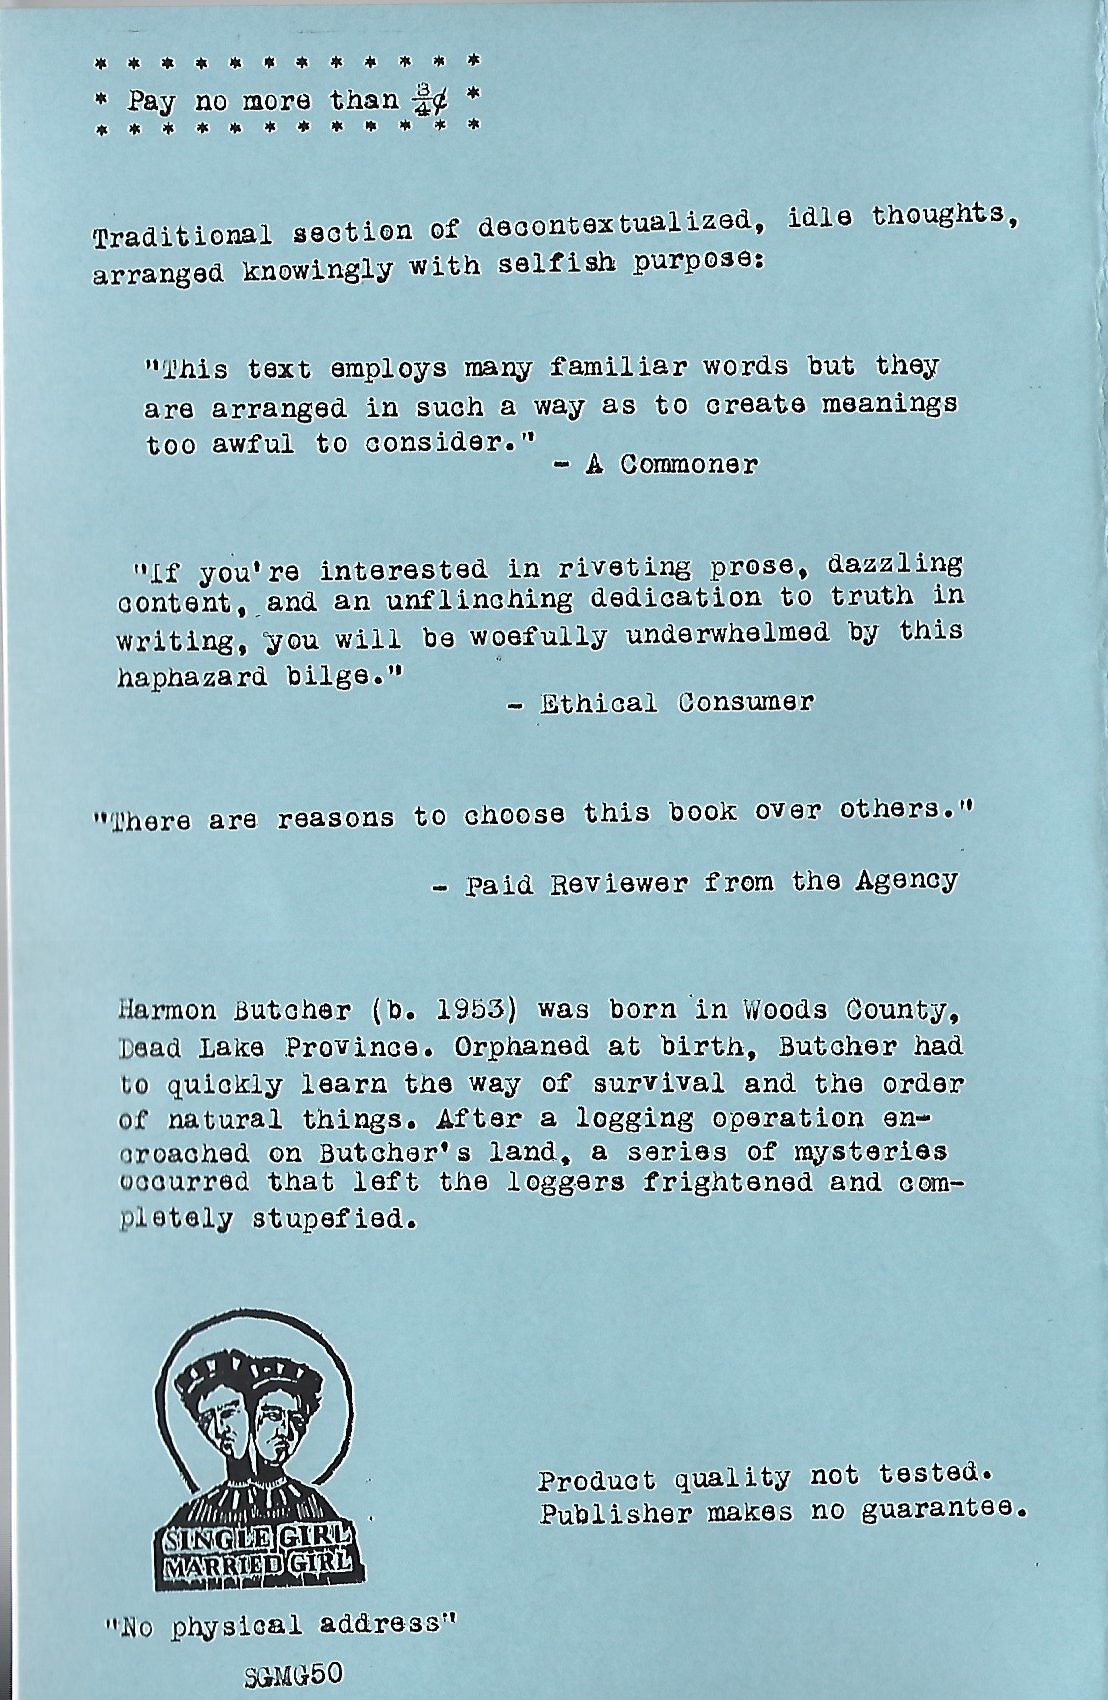 * * * * * * * * * * * *
* Pay no more than ¾¢ *
* * * * * * * * * * * *
Traditional section of decontextualized, idle thoughts,
arranged knowingly with selfish purpose:
"This text employs many familiar words but they
are arranged in such a way as to create meanings
too awful to consider."
- A Commoner
"If you're interested in riveting prose, dazzling
content, and an unflinching dedication to truth in
writing, you will be woefully underwhelmed by this
haphazard bilge."
- Ethical Consumer
"There are reasons to choose this book over others."
- Paid Reviewer from the Agency
Harmon Butcher (b. 1953) was born in Woods County,
Dead Lake Province. Orphaned at birth, Butcher had
to quickly learn the way of survival and the order
of natural things. After a logging operation en-
croached on Butcher's land, a series of mysteries
occurred that left the loggers frightened and com-
pletely stupefied.
SINGLE GIRL
MARRIED GIRL
Product quality not tested.
Publisher makes no guarantee.
"No physical address"
SGMG50